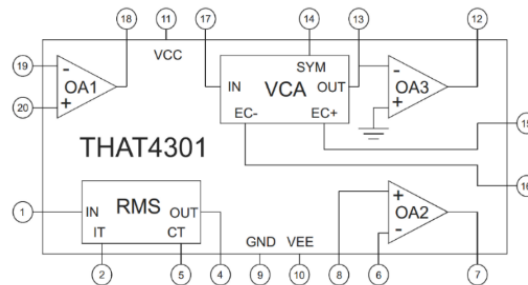 18 11 17 14 13 12
VCC
19 - OA1
20 +
SYM
IN VCA OUT
EC- EC+
- OA3
+
15
THAT4301
16
1 IN RMS OUT
IT CT
+ OA2
-
GND VEE
2 5 4 9 10 8 6 7